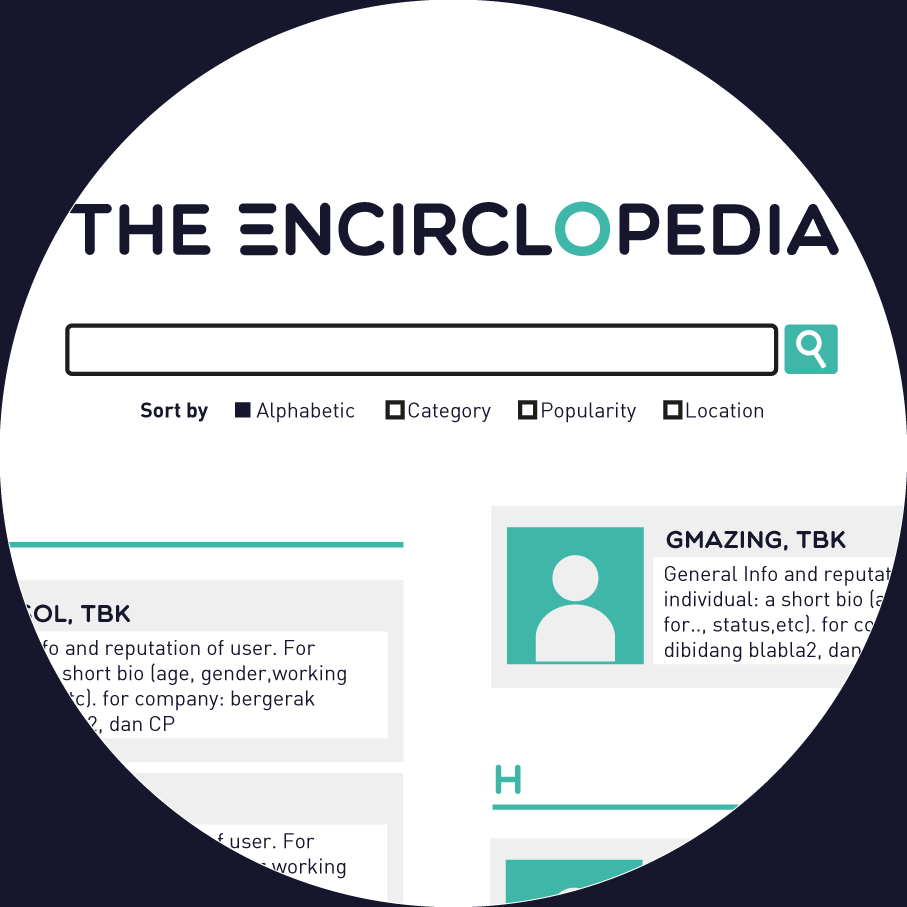 THE ENCIRCLOPEDIA
Sort by Alphabetic Category Popularity Location
OL, TBK
fo and reputation of user. For
short bio (age, gender,working
tc). for company: bergerak
2, dan CP
of user. For
working
GMAZING, TBK
General Info and reputat
individual: a short bio (a
for.., status,etc). for co
dibidang blabla2, dan
H